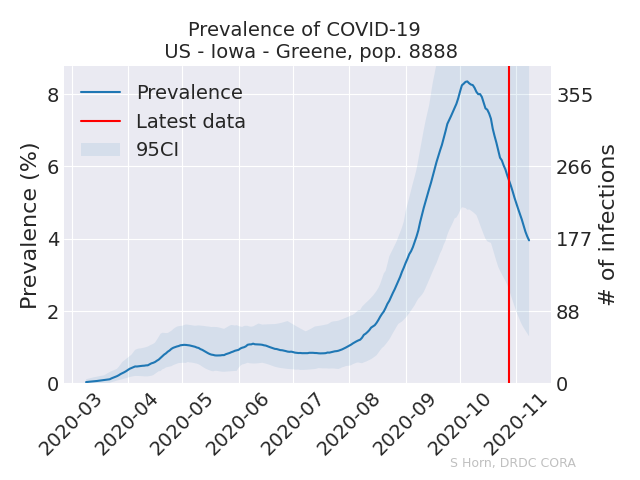 Prevalence of COVID-19
US - Iowa - Greene, pop. 8888
Prevalence
Latest data
95CI
Prevalence (%)
8
6
4
2
0
355
266
177
88
0
# of infections
2020-03
2020-04
2020-05
2020-06
2020-07
2020-08
2020-09
2020-10
2020-11
S Horn, DRDC CORA